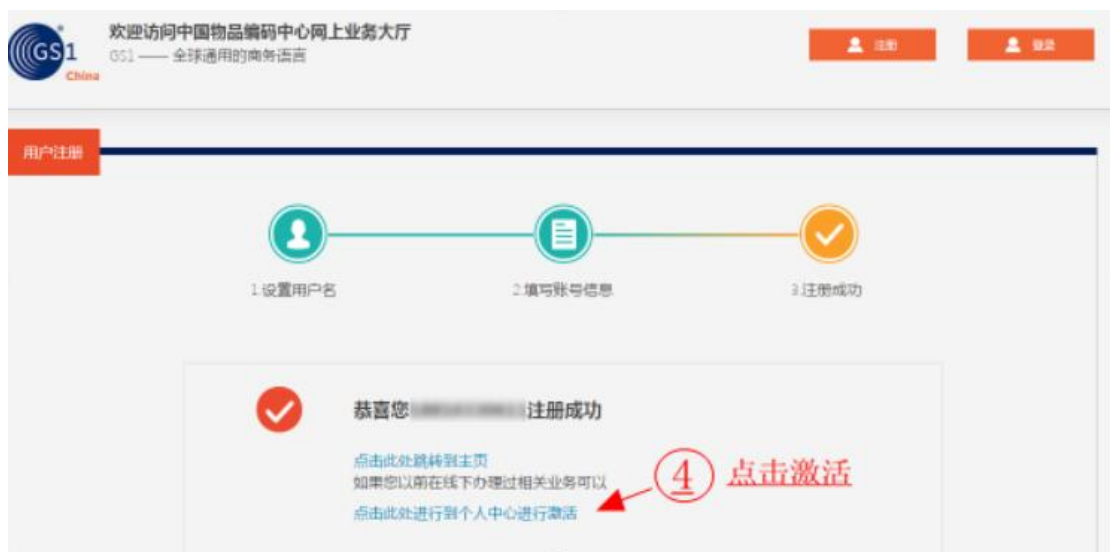 GS1
China
欢迎访问中国物品编码中心网上业务大厅
GS1 —— 全球通用的商务语言
注册
登录
用户注册
1.设置用户名
2.填写账号信息
3.注册成功
恭喜您 注册成功
点击此处跳转到主页
如果您以前在线下办理过相关业务可以
点击此处进行到个人中心进行激活
4 点击激活